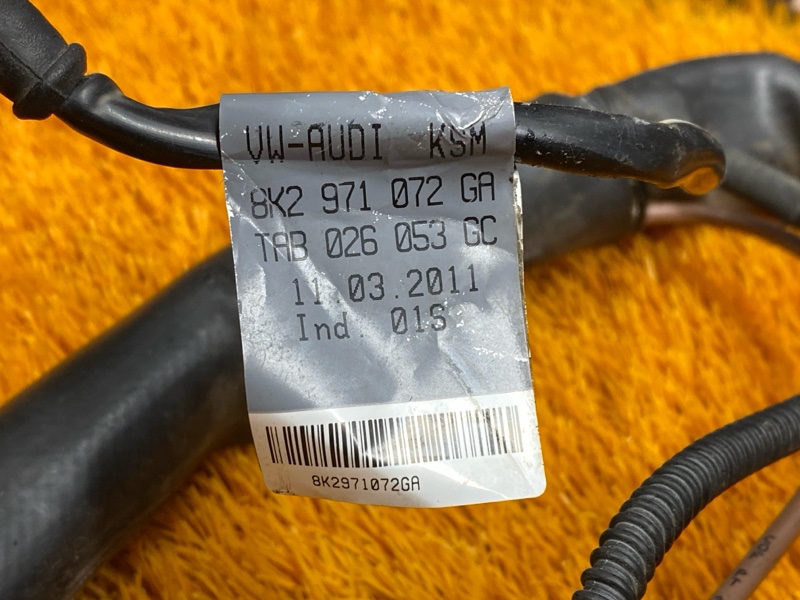 VW-AUDI KSM
8K2 971 072 GA
TAB 026 053 GC
11.03.2011
Ind. 01S
8K2971072GA